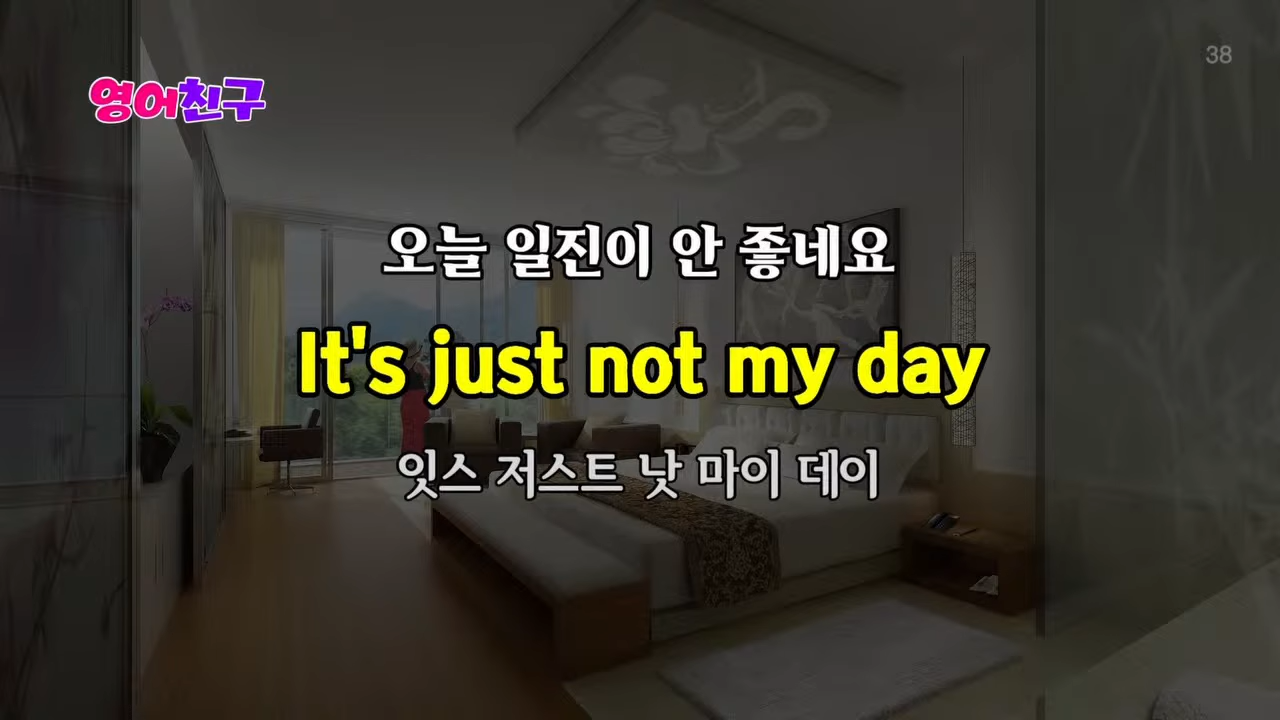 38
영어친구
오늘 일진이 안 좋네요
It's just not my day
잇스 저스트 낫 마이 데이